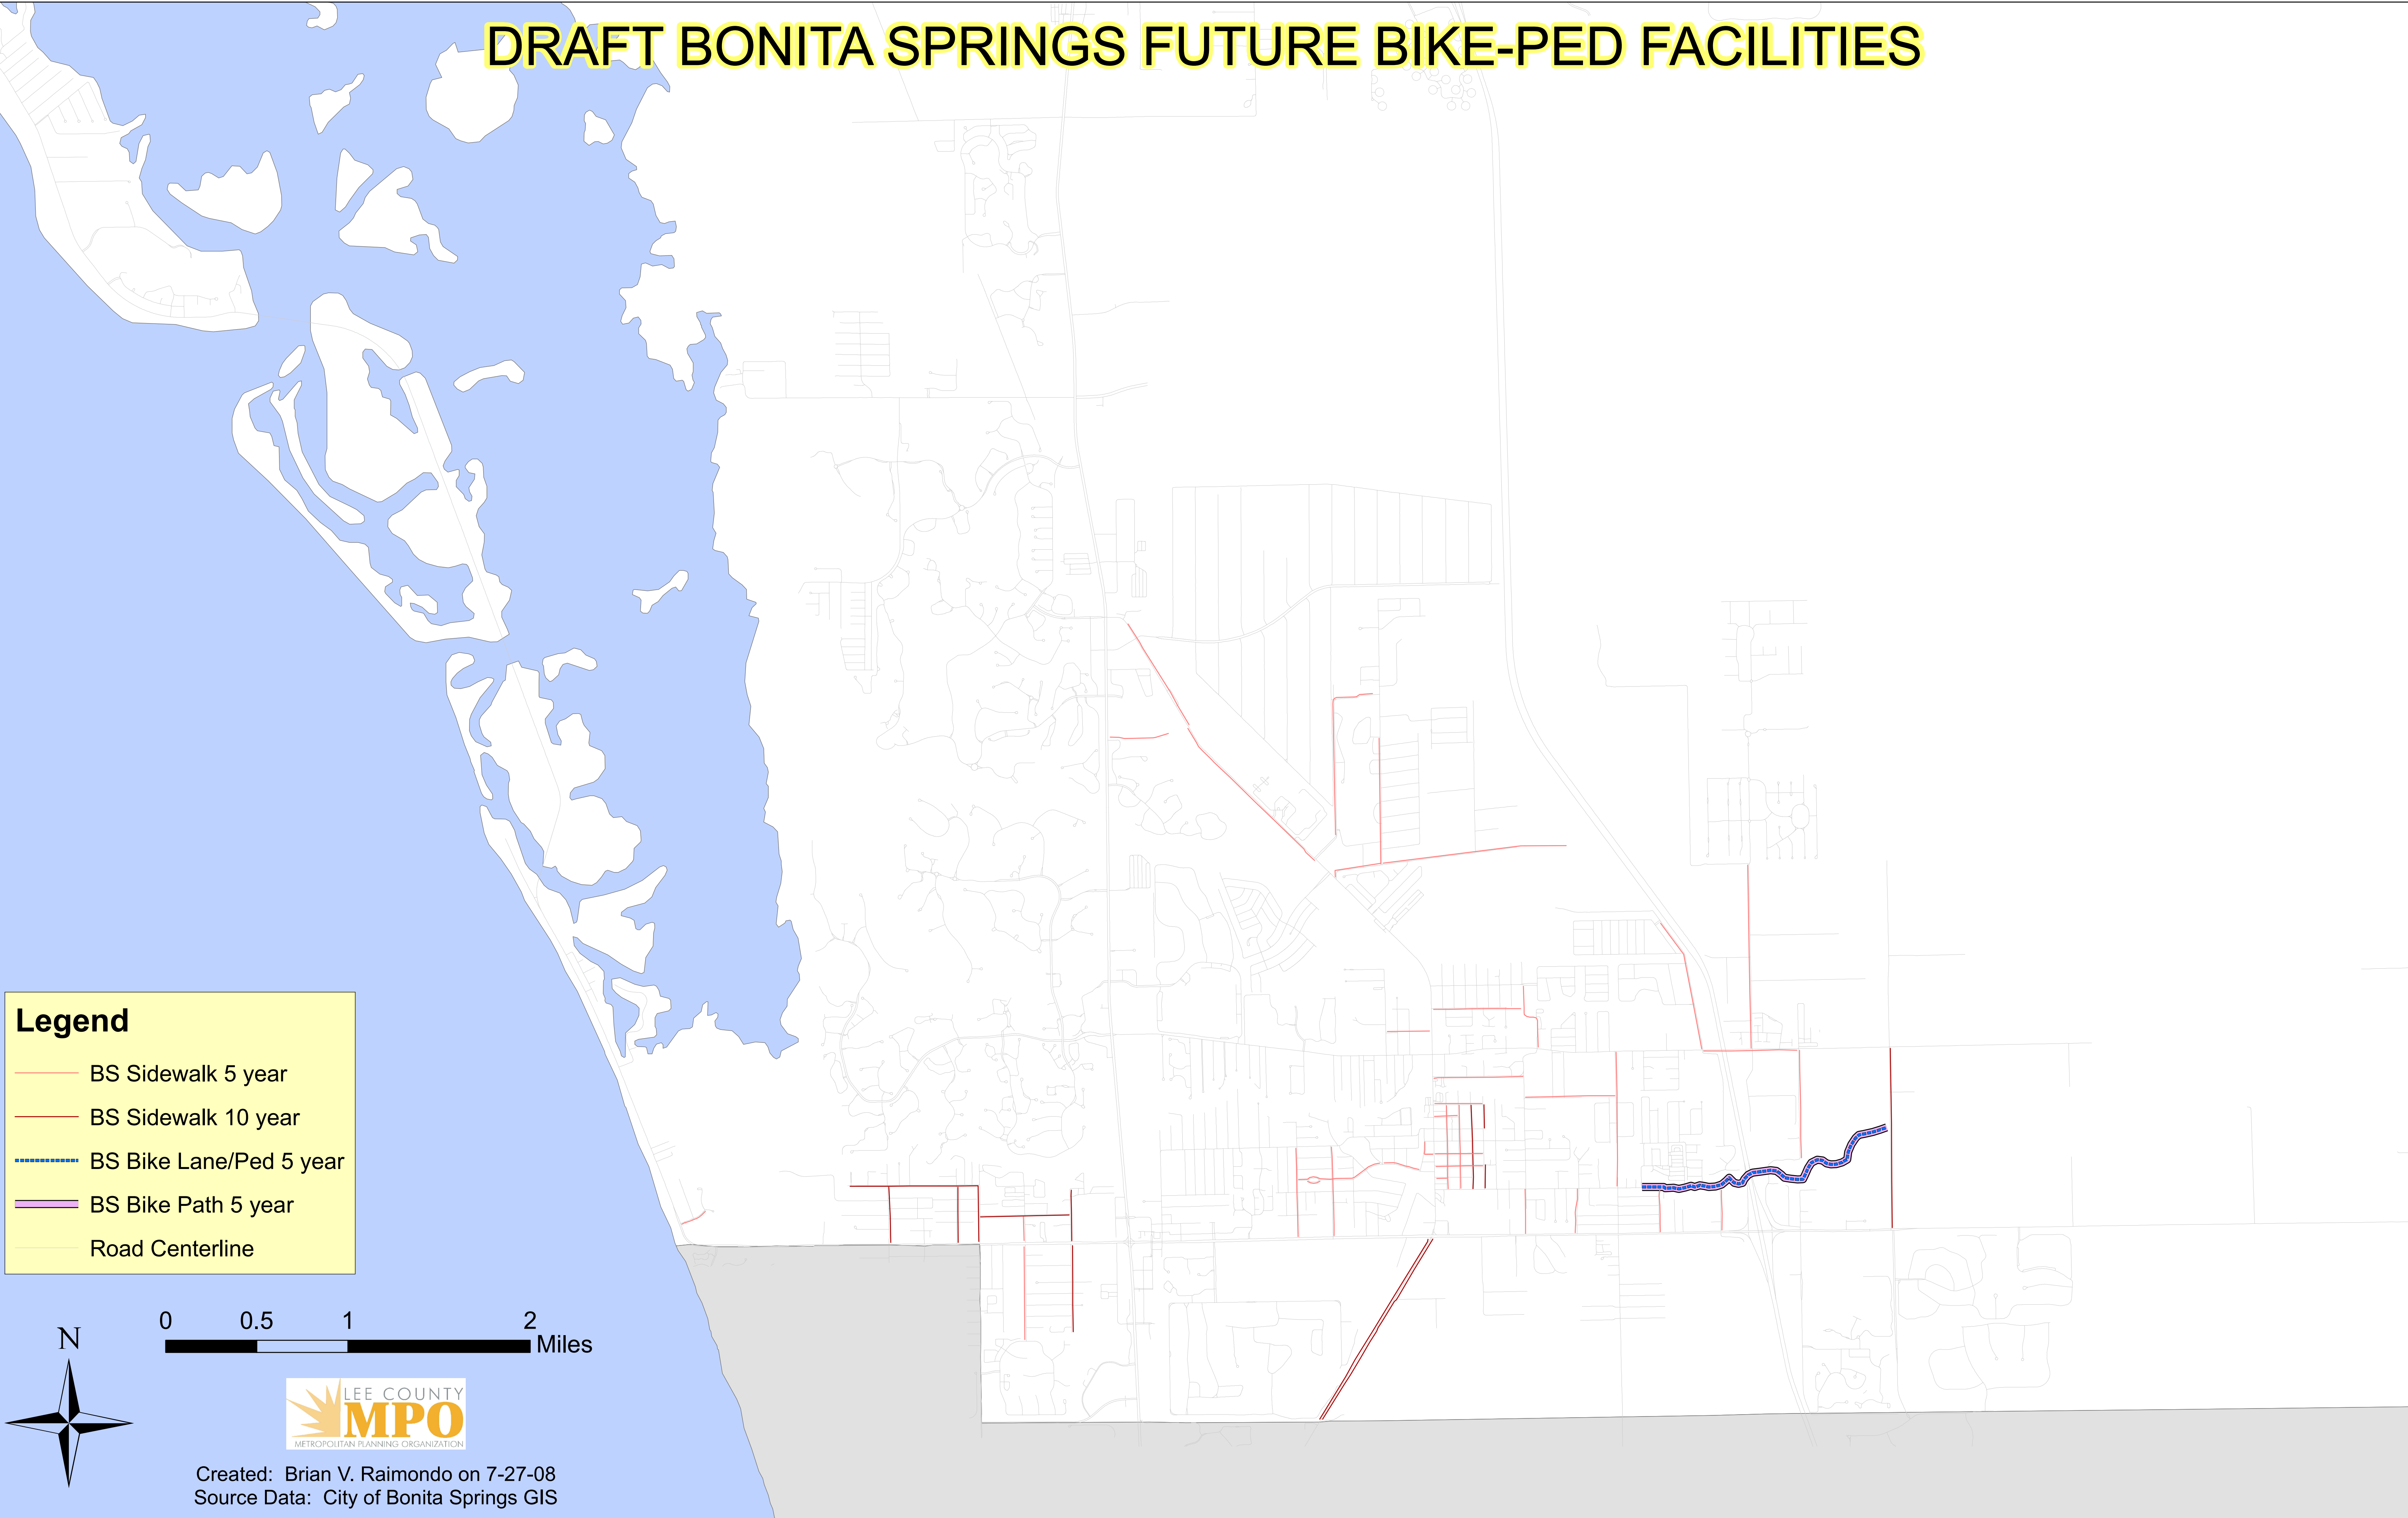 DRAFT BONITA SPRINGS FUTURE BIKE-PED FACILITIES
Legend
BS Sidewalk 5 year
BS Sidewalk 10 year
BS Bike Lane/Ped 5 year
BS Bike Path 5 year
Road Centerline
0 0.5 1 2
Miles
N
LEE COUNTY
MPO
METROPOLITAN PLANNING ORGANIZATION
Created: Brian V. Raimondo on 7-27-08
Source Data: City of Bonita Springs GIS